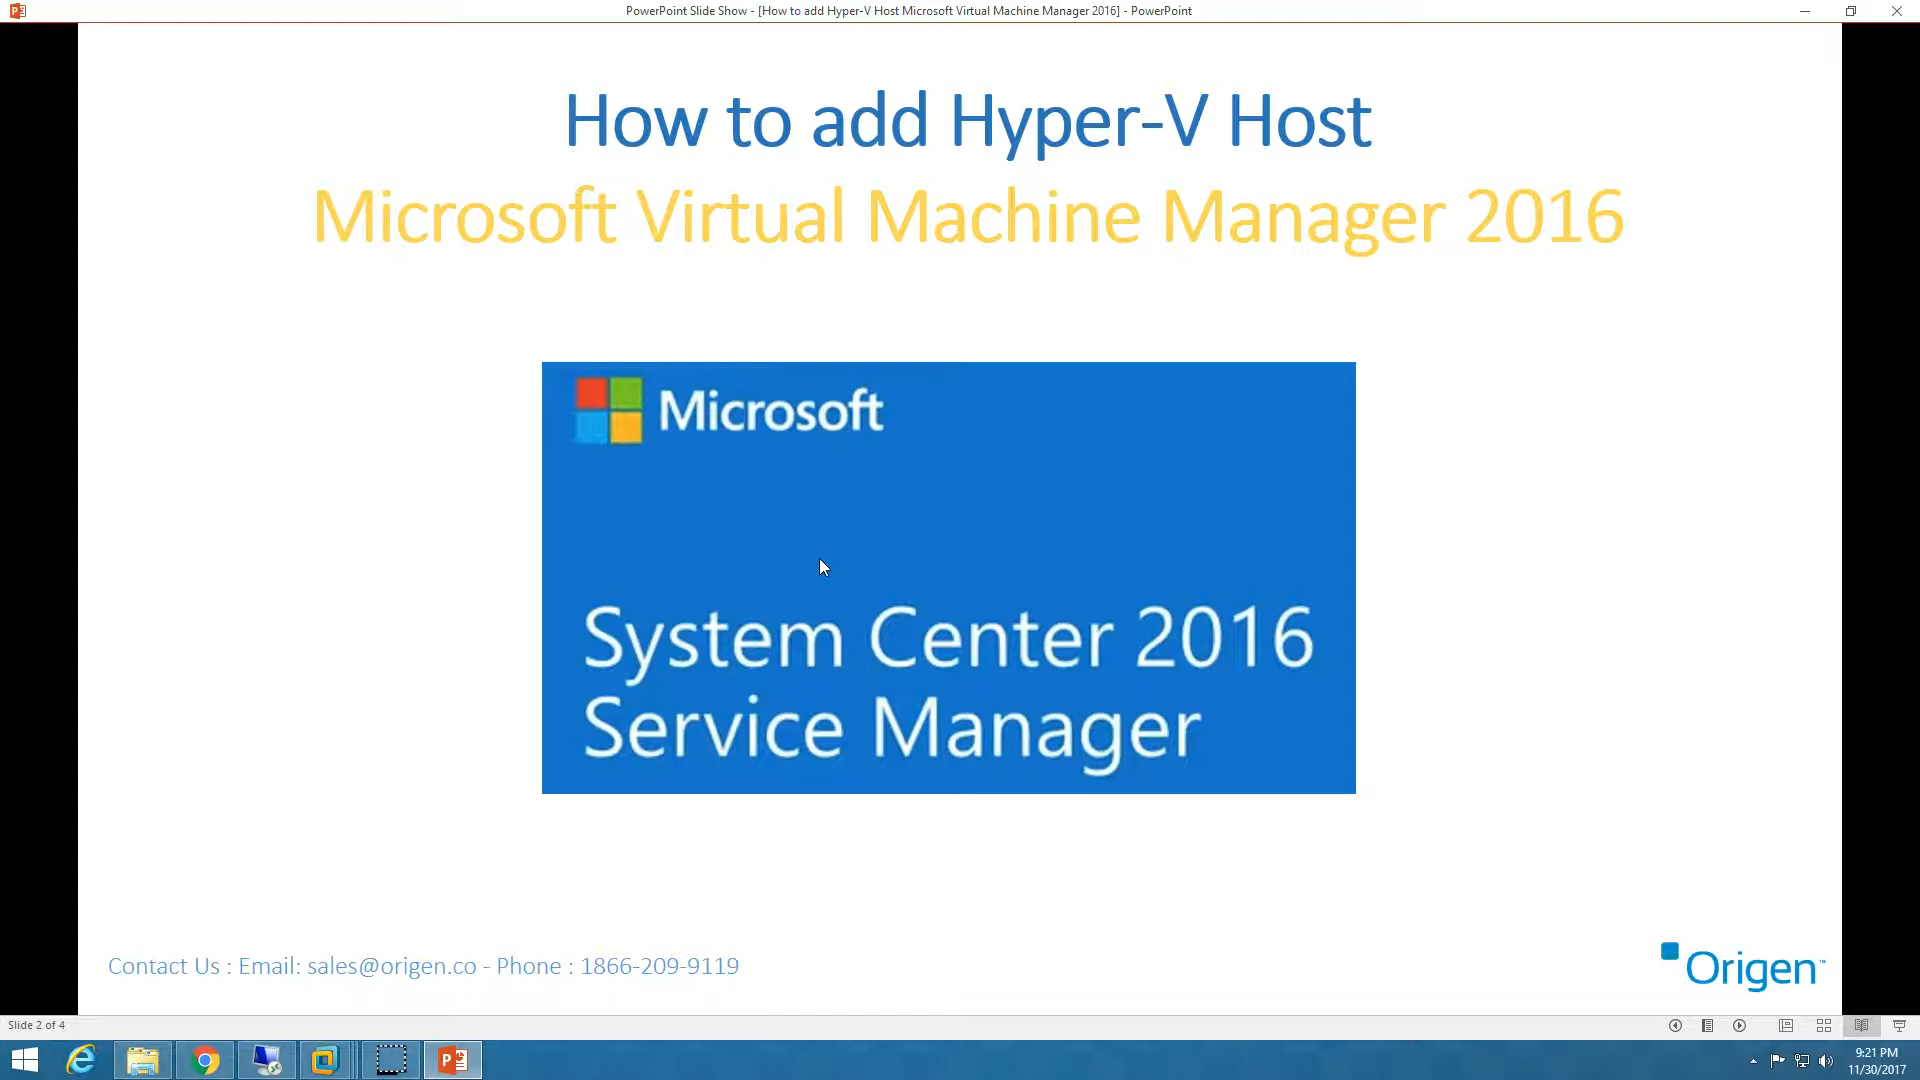 PowerPoint Slide Show - [How to add Hyper-V Host Microsoft Virtual Machine Manager 2016] - PowerPoint
How to add Hyper-V Host
Microsoft Virtual Machine Manager 2016
Microsoft
System Center 2016
Service Manager
Contact Us : Email: sales@origen.co - Phone : 1866-209-9119
Origen™
Slide 2 of 4
9:21 PM
11/30/2017